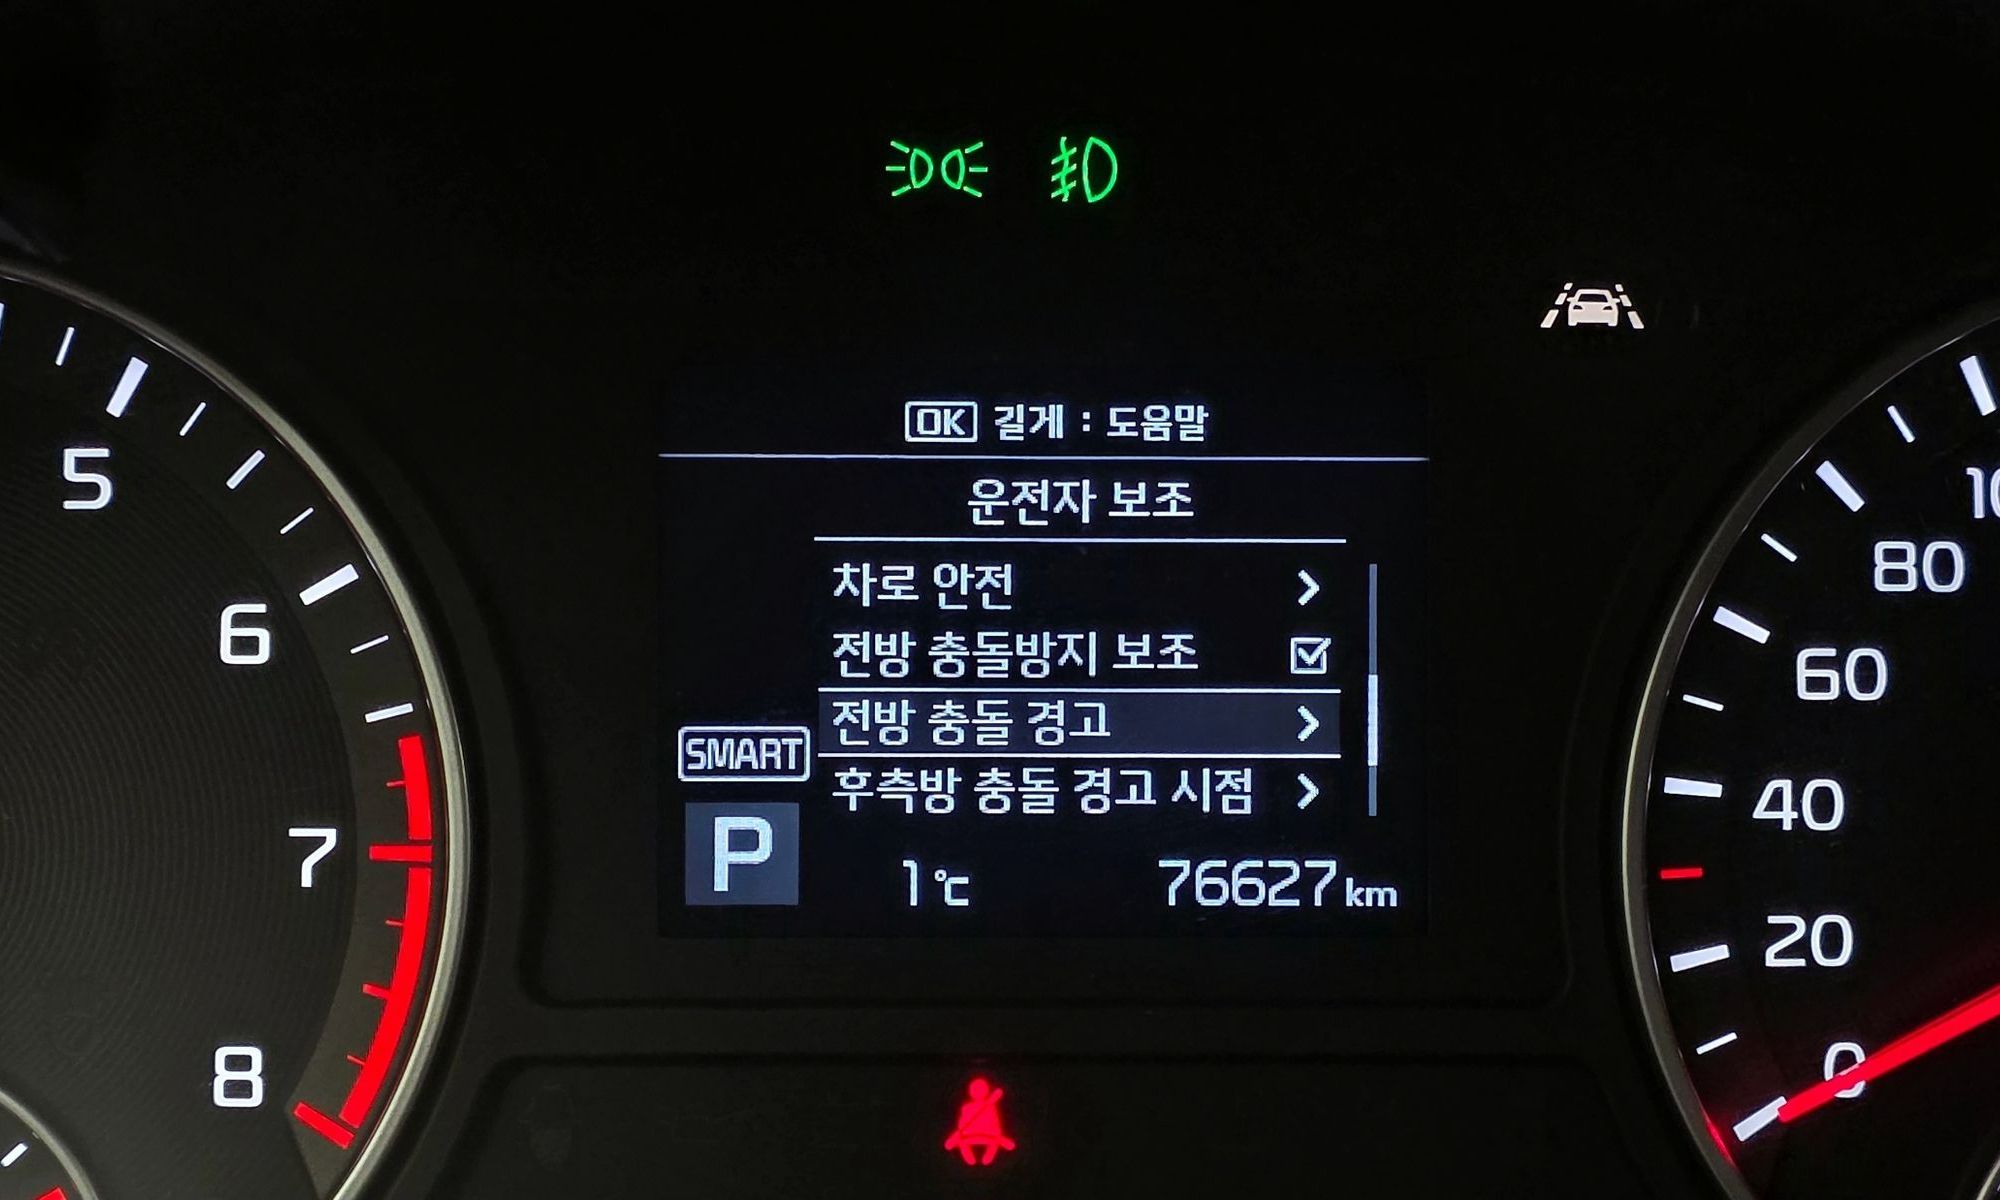 OK 길게 : 도움말
운전자 보조
차로 안전
전방 충돌방지 보조
전방 충돌 경고
후측방 충돌 경고 시점
SMART
P
1 ℃
76627 km
5
6
7
8
80
60
40
20
0